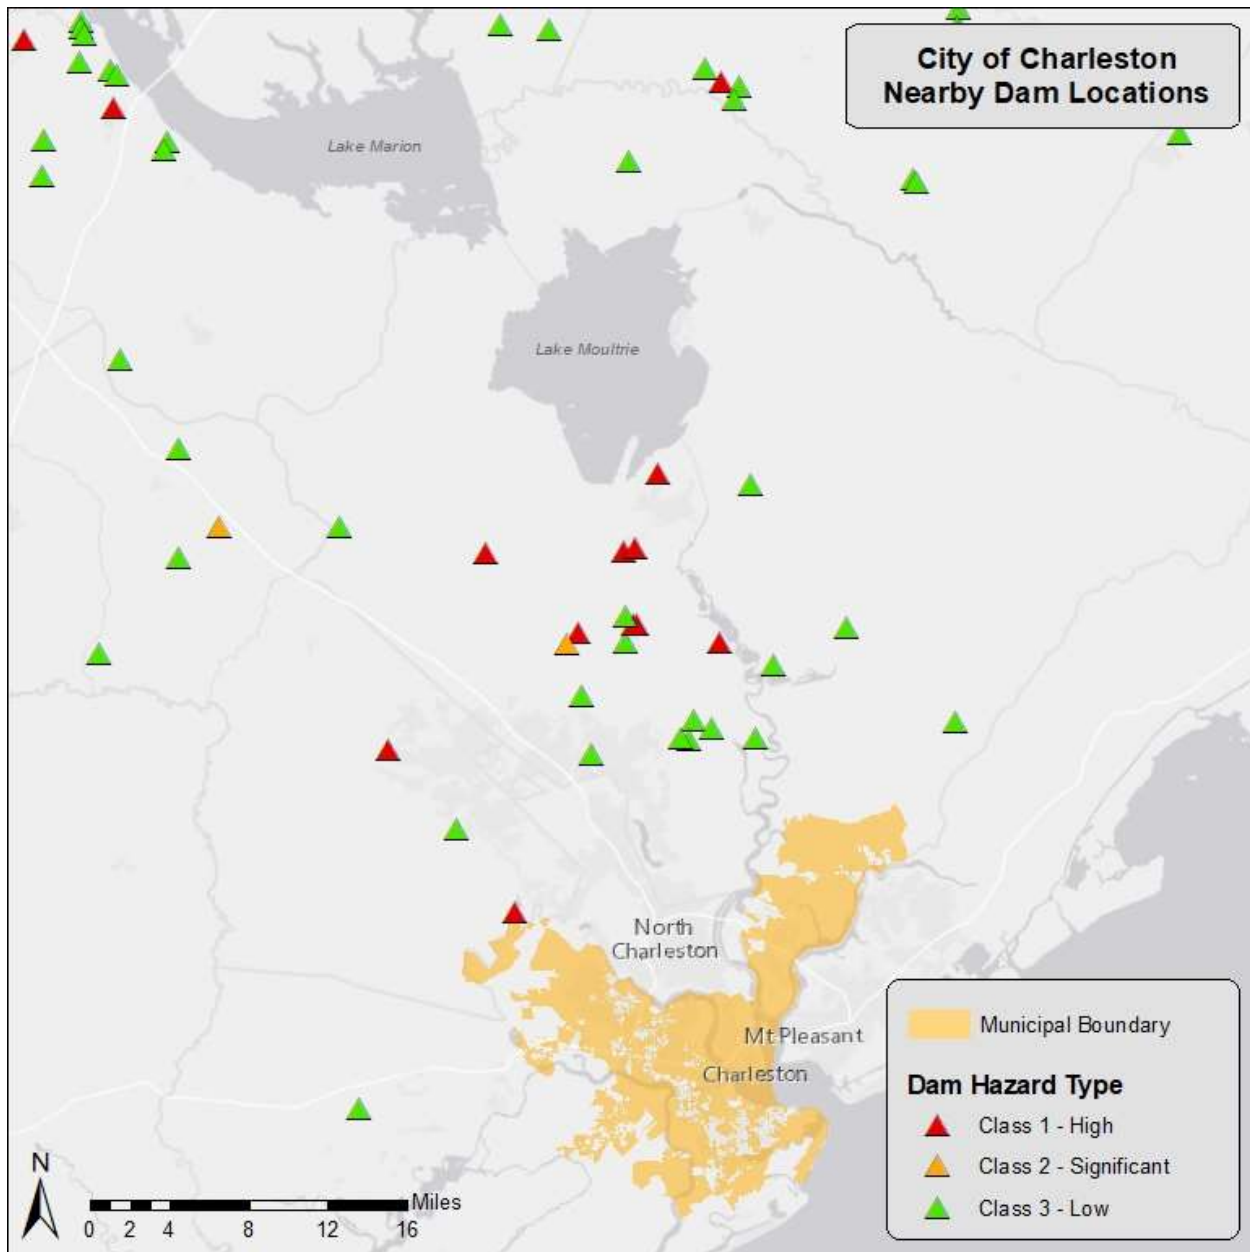 City of Charleston
Nearby Dam Locations
Lake Marion
Lake Moultrie
North
Charleston
Mt Pleasant
Charleston
Municipal Boundary
Dam Hazard Type
Class 1 - High
Class 2 - Significant
Class 3 - Low
N
Miles
0 2 4 8 12 16